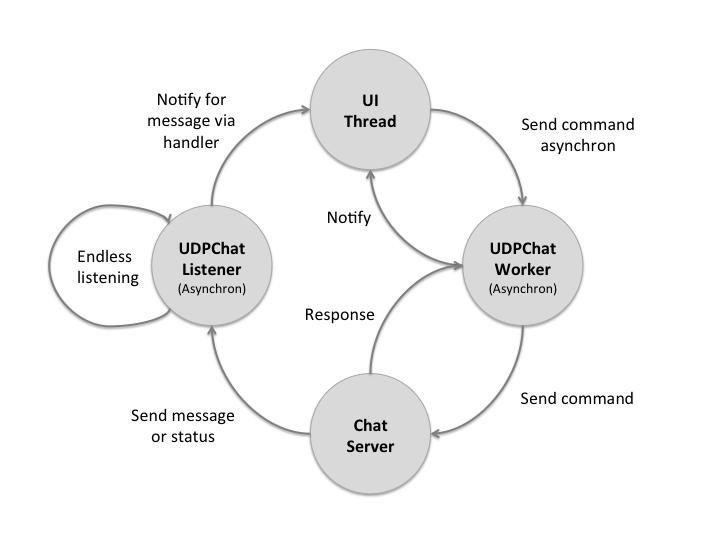 UI
Thread
Notify for
message via
handler
Send command
asynchron
Notify
UDPChat
Listener
(Asynchron)
Endless
listening
UDPChat
Worker
(Asynchron)
Response
Send command
Send message
or status
Chat
Server